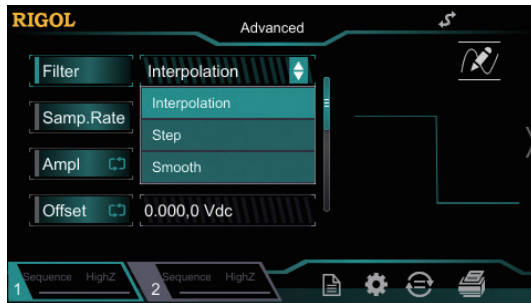 RIGOL
Advanced
Filter Interpolation
Interpolation
Samp.Rate
Step
Ampl Smooth
Offset 0.000,0 Vdc
1 Sequence HighZ 2 Sequence HighZ